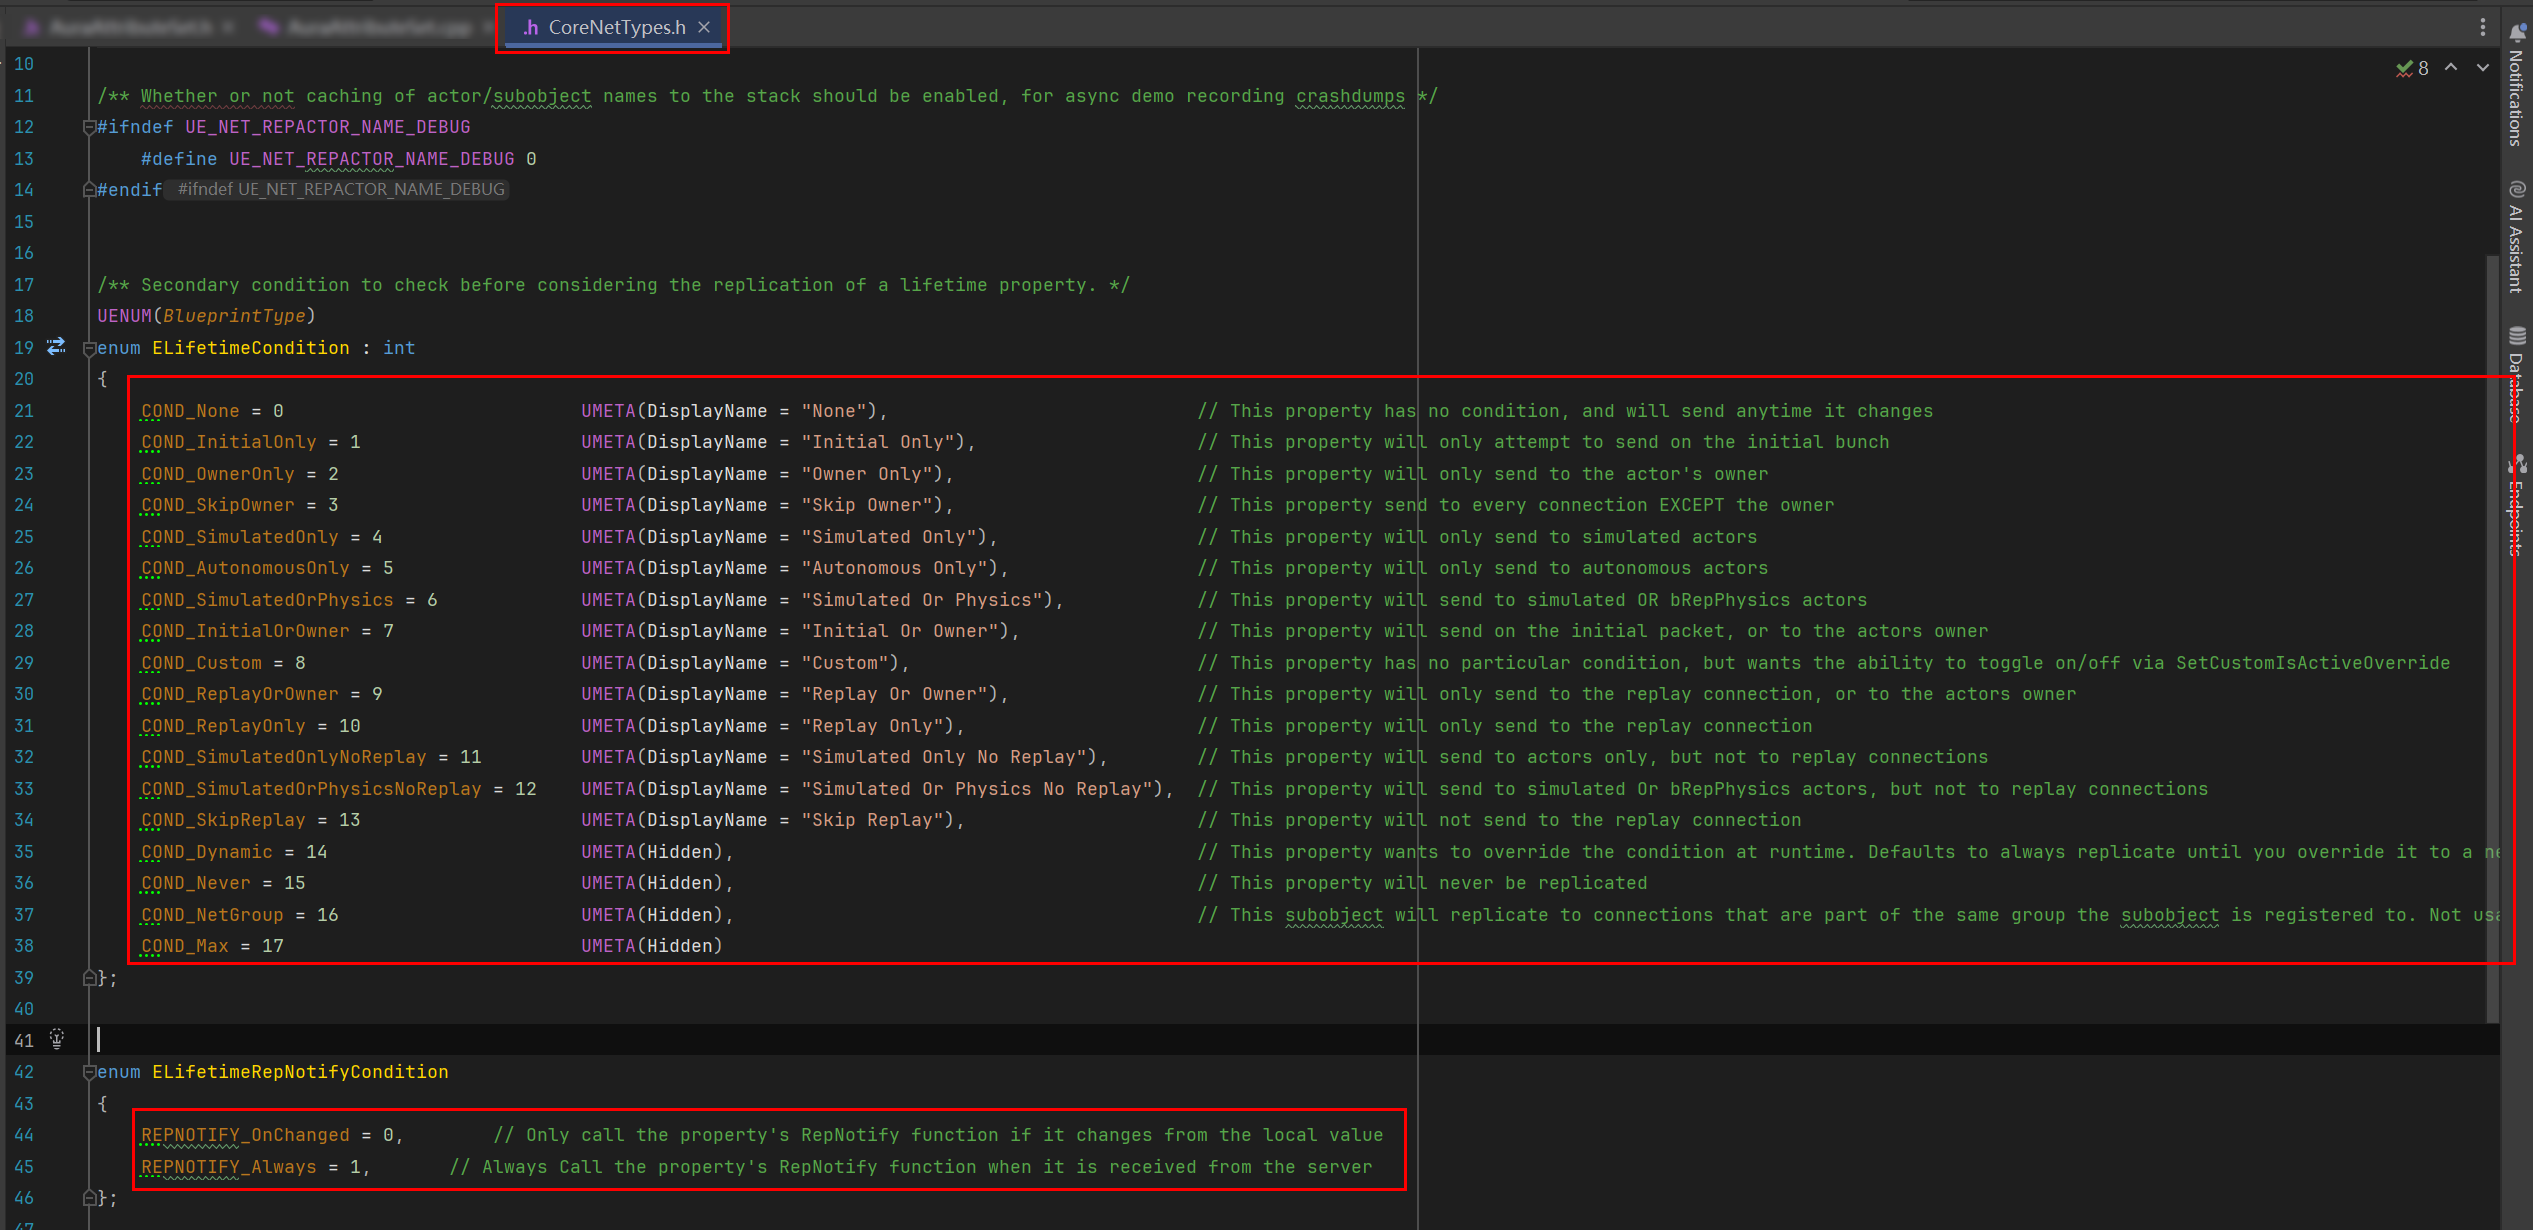 CoreNetTypes.h
8
10
11 /** Whether or not caching of actor/subobject names to the stack should be enabled, for async demo recording crashdumps */
12 #ifndef UE_NET_REPACTOR_NAME_DEBUG
13 #define UE_NET_REPACTOR_NAME_DEBUG 0
14 #endif #ifndef UE_NET_REPACTOR_NAME_DEBUG
15
16
17 /** Secondary condition to check before considering the replication of a lifetime property. */
18 UENUM(BlueprintType)
19 enum ELifetimeCondition : int
20 {
21 COND_None = 0 UMETA(DisplayName = "None"), // This property has no condition, and will send anytime it changes
22 COND_InitialOnly = 1 UMETA(DisplayName = "Initial Only"), // This property will only attempt to send on the initial bunch
23 COND_OwnerOnly = 2 UMETA(DisplayName = "Owner Only"), // This property will only send to the actor's owner
24 COND_SkipOwner = 3 UMETA(DisplayName = "Skip Owner"), // This property send to every connection EXCEPT the owner
25 COND_SimulatedOnly = 4 UMETA(DisplayName = "Simulated Only"), // This property will only send to simulated actors
26 COND_AutonomousOnly = 5 UMETA(DisplayName = "Autonomous Only"), // This property will only send to autonomous actors
27 COND_SimulatedOrPhysics = 6 UMETA(DisplayName = "Simulated Or Physics"), // This property will send to simulated OR bRepPhysics actors
28 COND_InitialOrOwner = 7 UMETA(DisplayName = "Initial Or Owner"), // This property will send on the initial packet, or to the actors owner
29 COND_Custom = 8 UMETA(DisplayName = "Custom"), // This property has no particular condition, but wants the ability to toggle on/off via SetCustomIsActiveOverride
30 COND_ReplayOrOwner = 9 UMETA(DisplayName = "Replay Or Owner"), // This property will only send to the replay connection, or to the actors owner
31 COND_ReplayOnly = 10 UMETA(DisplayName = "Replay Only"), // This property will only send to the replay connection
32 COND_SimulatedOnlyNoReplay = 11 UMETA(DisplayName = "Simulated Only No Replay"), // This property will send to actors only, but not to replay connections
33 COND_SimulatedOrPhysicsNoReplay = 12 UMETA(DisplayName = "Simulated Or Physics No Replay"), // This property will send to simulated Or bRepPhysics actors, but not to replay connections
34 COND_SkipReplay = 13 UMETA(DisplayName = "Skip Replay"), // This property will not send to the replay connection
35 COND_Dynamic = 14 UMETA(Hidden), // This property wants to override the condition at runtime. Defaults to always replicate until you override it to a
36 COND_Never = 15 UMETA(Hidden), // This property will never be replicated
37 COND_NetGroup = 16 UMETA(Hidden), // This subobject will replicate to connections that are part of the same group the subobject is registered to. Not
38 COND_Max = 17 UMETA(Hidden)
39 };
40
41
42 enum ELifetimeRepNotifyCondition
43 {
44 REPNOTIFY_OnChanged = 0, // Only call the property's RepNotify function if it changes from the local value
45 REPNOTIFY_Always = 1, // Always Call the property's RepNotify function when it is received from the server
46 };
47
Notifications
AI Assistant
Database
Endpoints